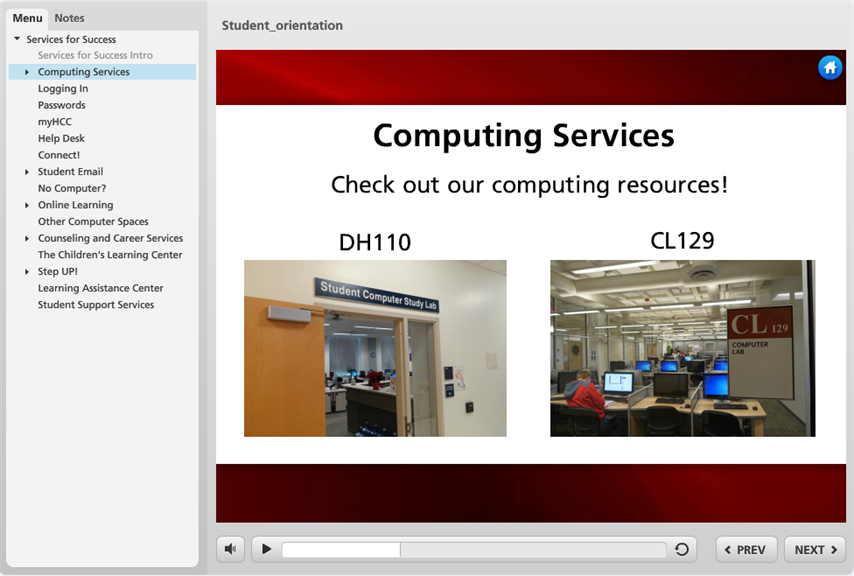 Menu
Notes
Services for Success
Services for Success Intro
Computing Services
Logging In
Passwords
myHCC
Help Desk
Connect!
Student Email
No Computer?
Online Learning
Other Computer Spaces
Counseling and Career Services
The Children's Learning Center
Step UP!
Learning Assistance Center
Student Support Services
Student_orientation
Computing Services
Check out our computing resources!
DH110
Student Computer Study Lab
CL129
CL 129
COMPUTER
LAB
PREV
NEXT